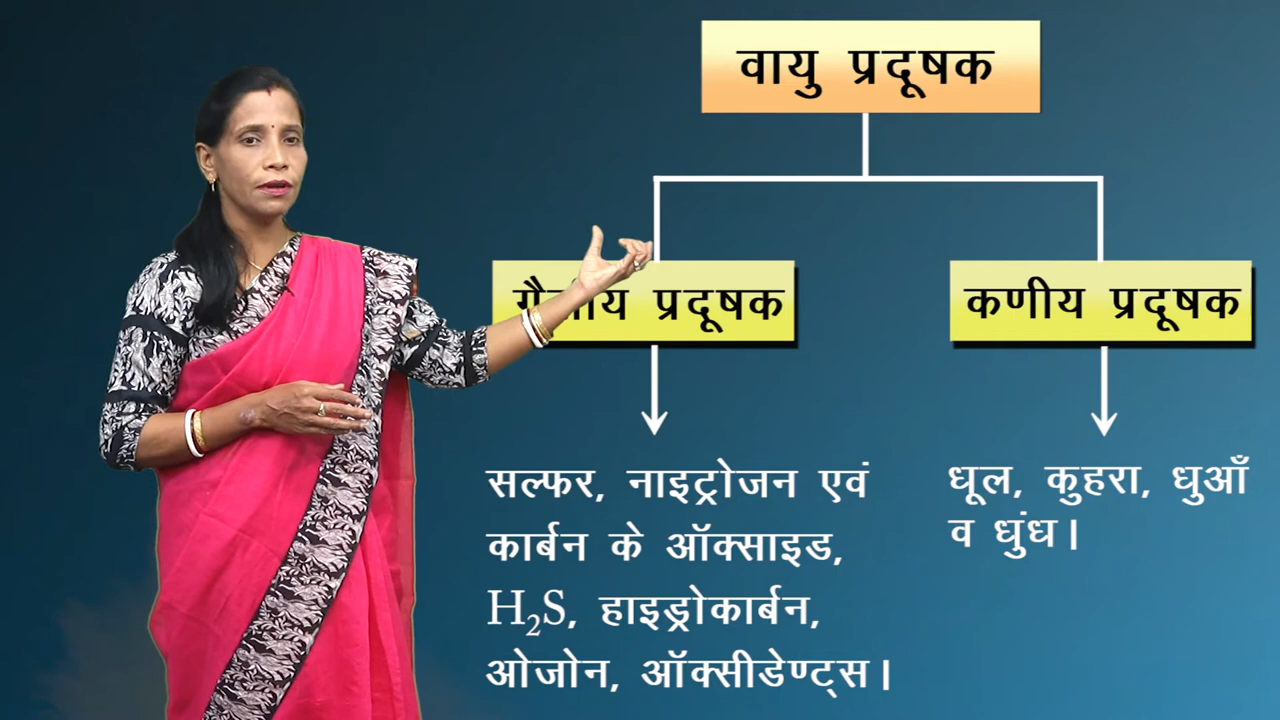 वायु प्रदूषक
गैसीय प्रदूषक
कणीय प्रदूषक
सल्फर, नाइट्रोजन एवं
कार्बन के ऑक्साइड,
H₂S, हाइड्रोकार्बन,
ओजोन, ऑक्सीडेण्ट्स।
धूल, कुहरा, धुआँ
व धुंध।